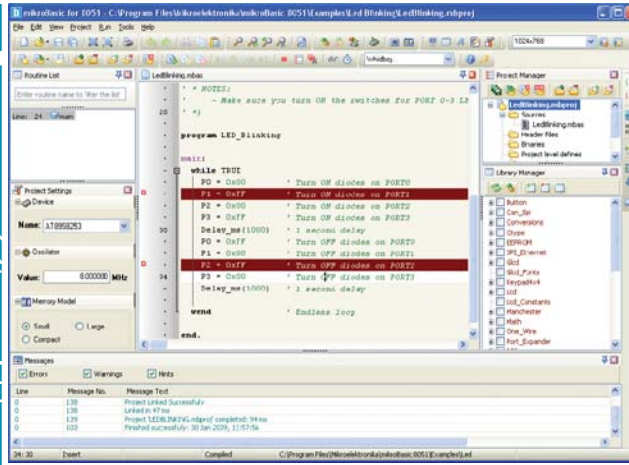 mikroBasic for 8051 - C:\Program Files\Mikroelektronika\mikroBasic 8051\Examples\Led Blinking\LedBlinking.mbproj
File Edit View Project Run Tools Help
1024x768
Whidbey
Routine List
Enter routine name to filter the list
Line: 24 main
Project Settings
Device
Name: AT89S8253
Oscillator
Value: 8.000000 MHz
Memory Model
Small Large
Compact
LedBlinking.mbas
' * NOTES:
' - Make sure you turn ON the switches for PORT 0-3 LE
20 ' *)
program LED_Blinking
main:
while TRUE
P0 = 0x00 ' Turn ON diodes on PORT0
P1 = 0xff ' Turn ON diodes on PORT1
P2 = 0x00 ' Turn ON diodes on PORT2
P3 = 0x00 ' Turn ON diodes on PORT3
30 Delay_ms(1000) ' 1 second delay
P0 = 0xff ' Turn OFF diodes on PORT0
P1 = 0x00 ' Turn OFF diodes on PORT1
P2 = 0xff ' Turn OFF diodes on PORT2
34 P3 = 0x00 ' Turn OFF diodes on PORT3
Delay_ms(1000) ' 1 second delay
wend ' Endless loop
end.
Project Manager
LedBlinking.mbproj
Sources
LedBlinking.mbas
Header files
Binaries
Project level defines
Library Manager
Button
Can_Spi
Conversions
Ctype
EEPROM
SPI_Ethernet
Glcd
Glcd_Fonts
Keypad4x4
Lcd
Lcd_Constants
Manchester
Math
One_Wire
Port_Expander
Messages
Errors Warnings Hints
Line Message No. Message Text
0 138 Project Linked Successfully
0 138 Linked in 47 ms
0 139 Project 'LEDBLINKING.mbproj' completed: 94 ms
0 103 Finished successfully: 30 Jan 2009, 11:57:56
34: 33 Insert Compiled C:\Program Files\Mikroelektronika\mikroBasic 8051\Examples\Led